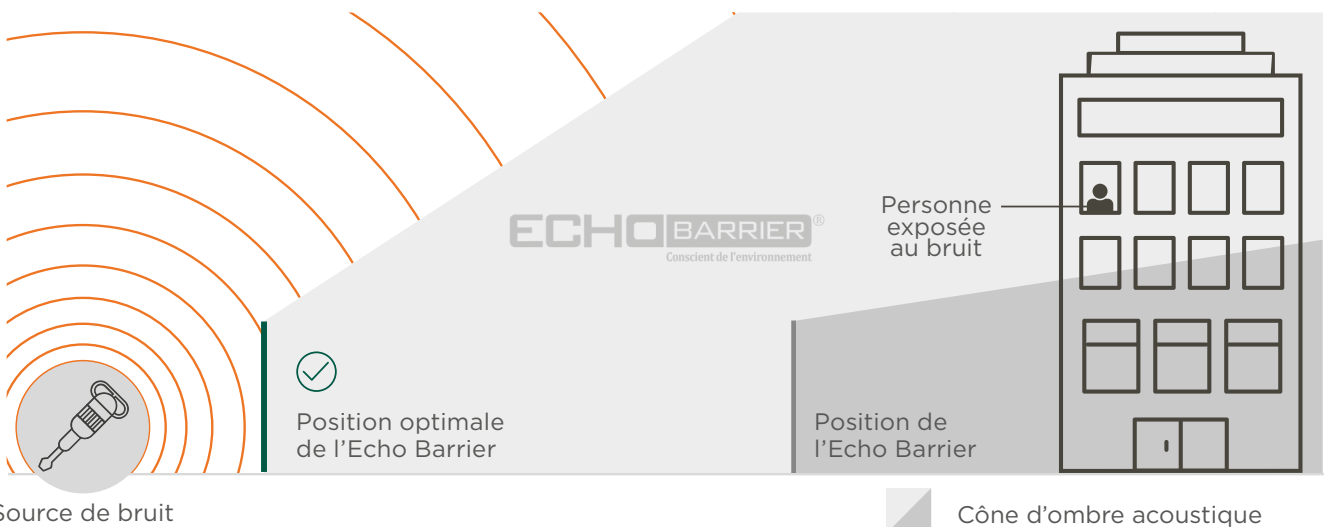 ECHO BARRIER®
Conscient de l'environnement
Personne
exposée
au bruit
Position optimale
de l'Echo Barrier
Position de
l'Echo Barrier
Source de bruit
Cône d'ombre acoustique